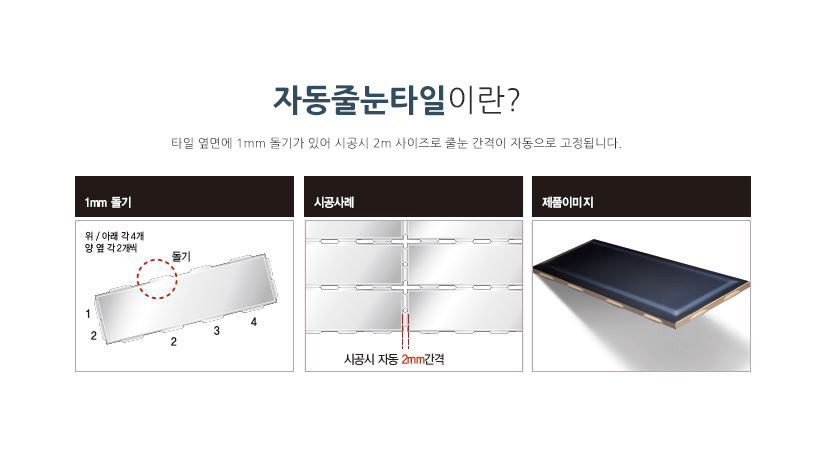 자동줄눈타일이란?
타일 옆면에 1mm 돌기가 있어 시공시 2m 사이즈로 줄눈 간격이 자동으로 고정됩니다.
1mm 돌기
위 / 아래 각 4개
양 옆 각 2개씩
돌기
1
2
2
3
4
시공사례
시공시 자동 2mm간격
제품이미지